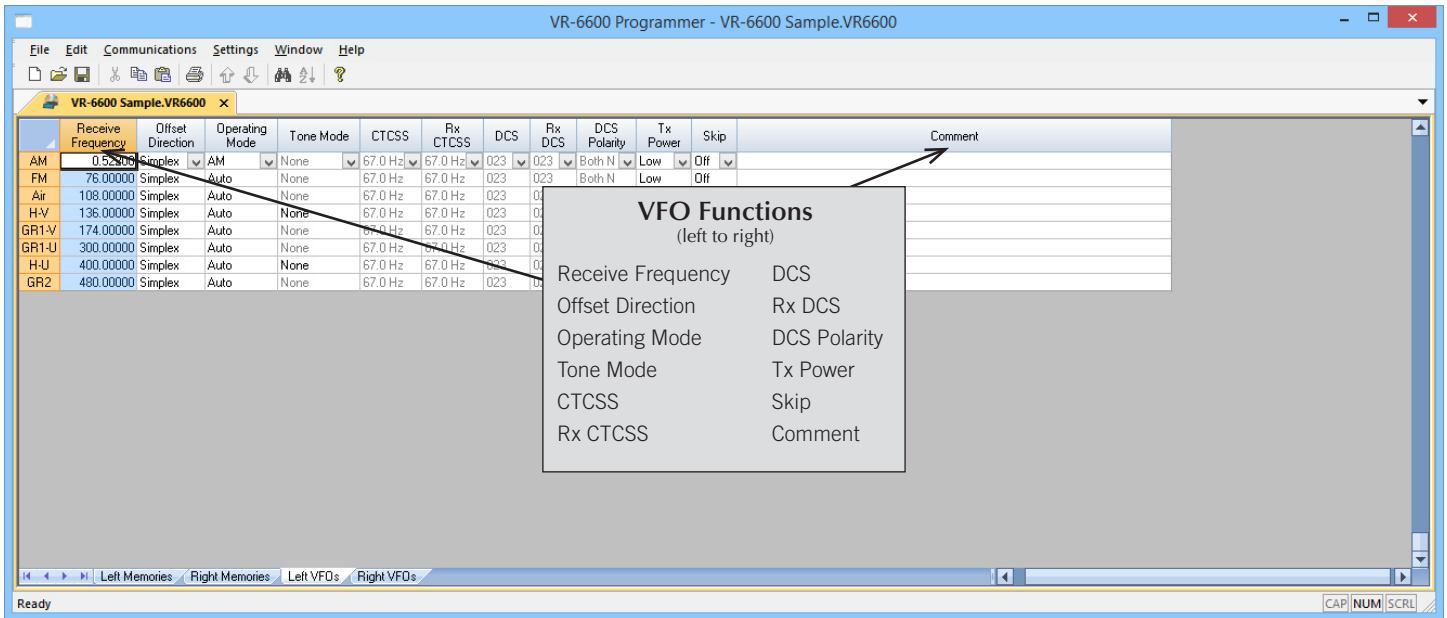 VR-6600 Programmer - VR-6600 Sample.VR6600
File Edit Communications Settings Window Help
VR-6600 Sample.VR6600 X
Receive Frequency Offset Direction Operating Mode Tone Mode CTCSS Rx CTCSS DCS Rx DCS DCS Polarity Tx Power Skip Comment
AM Simplex AM None 67.0 Hz 67.0 Hz 023 023 Both N Low Off
FM 76.00000 Simplex Auto None 67.0 Hz 67.0 Hz 023 023 Both N Low Off
Air 108.00000 Simplex Auto None 67.0 Hz 67.0 Hz 023
H-V 136.00000 Simplex Auto None 67.0 Hz 67.0 Hz 023
GR1-V 174.00000 Simplex Auto None 67.0 Hz 67.0 Hz 023
GR1-U 300.00000 Simplex Auto None 67.0 Hz 67.0 Hz 023
H-U 400.00000 Simplex Auto None 67.0 Hz 67.0 Hz 023
GR2 480.00000 Simplex Auto None 67.0 Hz 67.0 Hz 023
VFO Functions
(left to right)
Receive Frequency DCS
Offset Direction Rx DCS
Operating Mode DCS Polarity
Tone Mode Tx Power
CTCSS Skip
Rx CTCSS Comment
Left Memories Right Memories Left VFOs Right VFOs
Ready CAP NUM SCRL